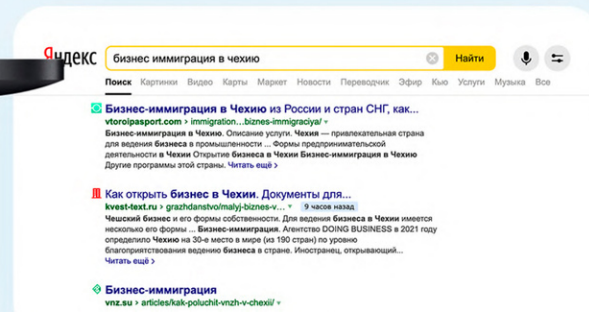 Яндекс
бизнес иммиграция в чехию
Найти
Поиск Картинки Видео Карты Маркет Новости Переводчик Эфир Кью Услуги Музыка Все
Бизнес-иммиграция в Чехию из России и стран СНГ, как...
vtoroipasport.com > immigration...biznes-immigraciya/
Бизнес-иммиграция в Чехию. Описание услуги. Чехия — привлекательная страна
для ведения бизнеса в промышленности ... Формы предпринимательской
деятельности в Чехии Открытие бизнеса в Чехии Бизнес-иммиграция в Чехию
Другие программы этой страны. Читать ещё >
Как открыть бизнес в Чехии. Документы для...
kvest-text.ru > grazhdanstvo/malyj-biznes-v... 9 часов назад
Чешский бизнес и его формы собственности. Для ведения бизнеса в Чехии имеется
несколько его формы ... Бизнес-иммиграция. Агентство DOING BUSINESS в 2021 году
определило Чехию на 30-е место в мире (из 190 стран) по уровню
благоприятствования ведению бизнеса в стране. Иностранец, открывающий...
Читать ещё >
Бизнес-иммиграция
vnz.su > articles/kak-poluchit-vnzh-v-chexii/